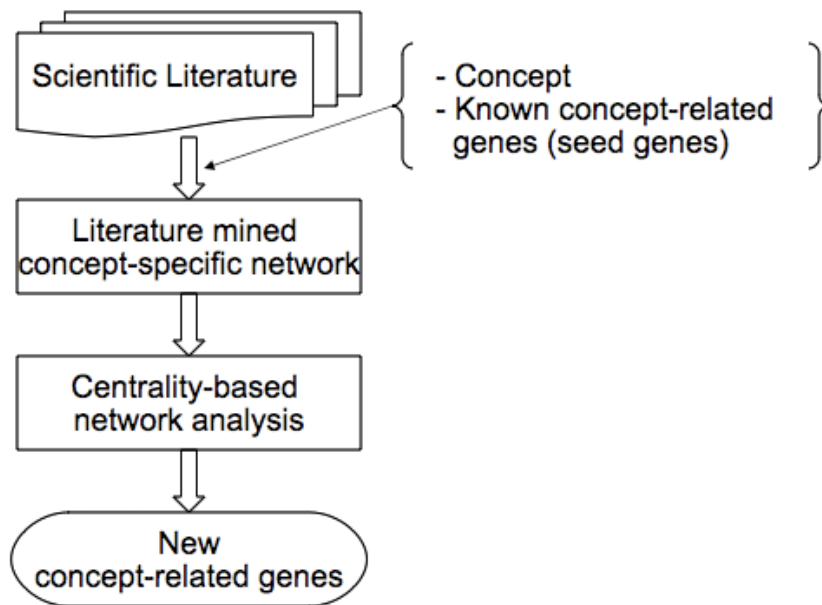 Scientific Literature
- Concept
- Known concept-related
genes (seed genes)
Literature mined
concept-specific network
Centrality-based
network analysis
New
concept-related genes